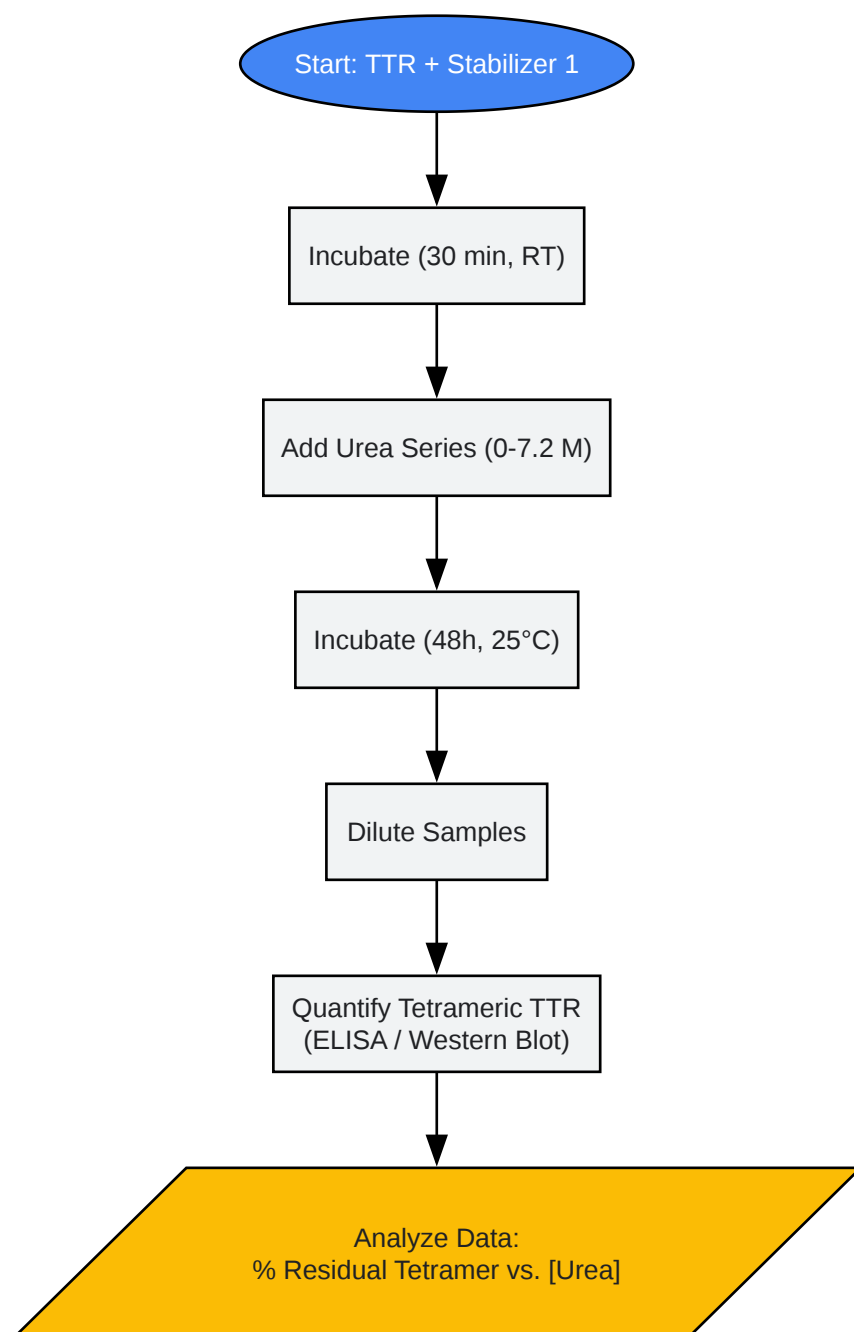 Start: TTR + Stabilizer 1
Incubate (30 min, RT)
Add Urea Series (0-7.2 M)
Incubate (48h, 25°C)
Dilute Samples
Quantify Tetrameric TTR
(ELISA / Western Blot)
Analyze Data:
% Residual Tetramer vs. [Urea]